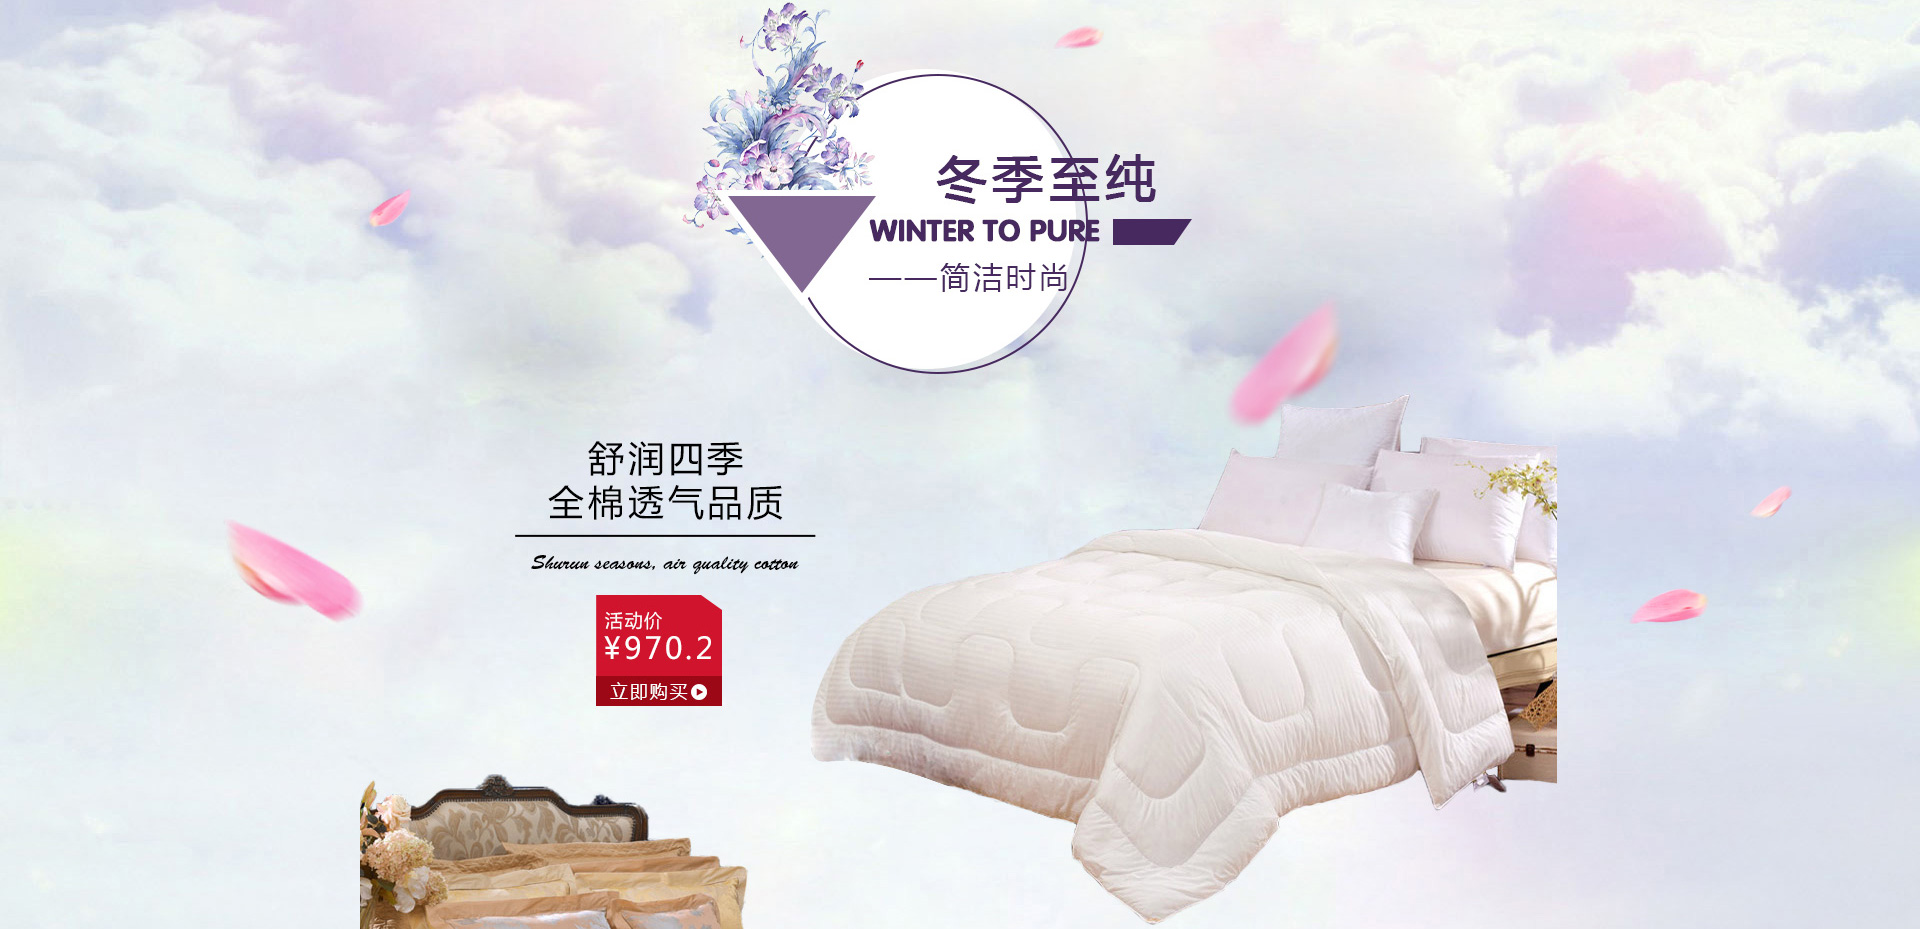 冬季至纯
WINTER TO PURE
——简洁时尚
舒润四季
全棉透气品质
Shurun seasons, air quality cotton
活动价
¥970.2
立即购买